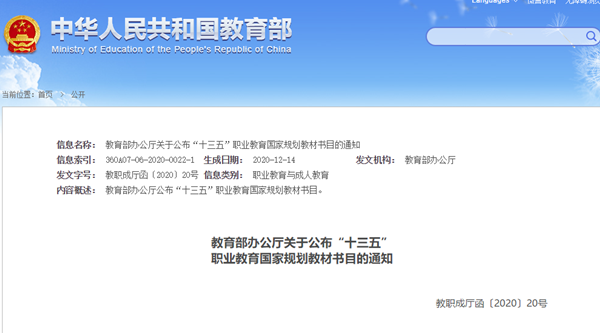 Languages
中华人民共和国教育部
Ministry of Education of the People's Republic of China
当前位置：首页 > 公开
信息名称： 教育部办公厅关于公布“十三五”职业教育国家规划教材书目的通知
信息索引： 360A07-06-2020-0022-1 生成日期： 2020-12-14 发文机构： 教育部办公厅
发文字号： 教职成厅函〔2020〕20号 信息类别： 职业教育与成人教育
内容概述： 教育部办公厅公布“十三五”职业教育国家规划教材书目。
教育部办公厅关于公布“十三五”
职业教育国家规划教材书目的通知
教职成厅函〔2020〕20号